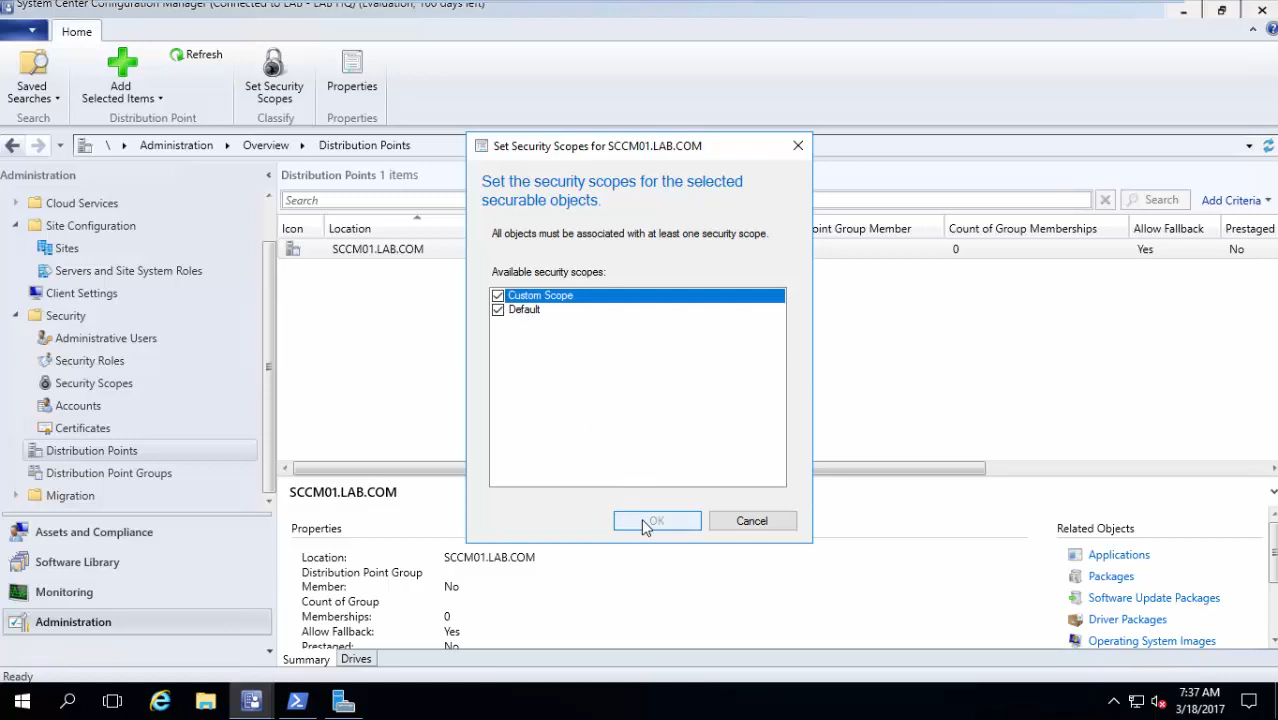 System Center Configuration Manager (Connected to LAB - LAB HQ) (Evaluation, 160 days left)
Home
Saved Searches
Add Selected Items
Refresh
Set Security Scopes
Properties
Search
Distribution Point
Classify
Properties
\ Administration Overview Distribution Points
Administration
Cloud Services
Site Configuration
Sites
Servers and Site System Roles
Client Settings
Security
Administrative Users
Security Roles
Security Scopes
Accounts
Certificates
Distribution Points
Distribution Point Groups
Migration
Assets and Compliance
Software Library
Monitoring
Administration
Distribution Points 1 items
Search
Search
Add Criteria
Icon Location
oint Group Member Count of Group Memberships Allow Fallback Prestaged
SCCM01.LAB.COM
0 Yes No
Set Security Scopes for SCCM01.LAB.COM
Set the security scopes for the selected
securable objects.
All objects must be associated with at least one security scope.
Available security scopes:
Custom Scope
Default
OK Cancel
SCCM01.LAB.COM
Properties
Location: SCCM01.LAB.COM
Distribution Point Group
Member: No
Count of Group
Memberships: 0
Allow Fallback: Yes
Prestaged: No
Related Objects
Applications
Packages
Software Update Packages
Driver Packages
Operating System Images
Summary Drives
Ready
7:37 AM
3/18/2017